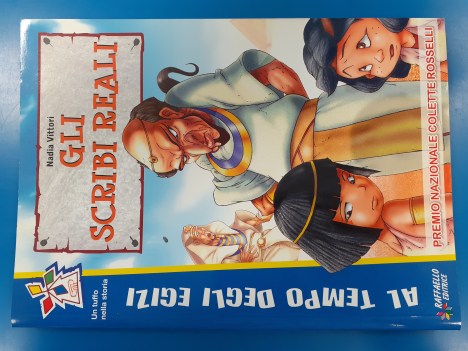 Nadia Vittori
GLI
SCRIBI REALI
PREMIO NAZIONALE COLETTE ROSSELLI
Un tuffo
nella storia
AL TEMPO DEGLI EGIZI
RAFFAELLO
EDITRICE